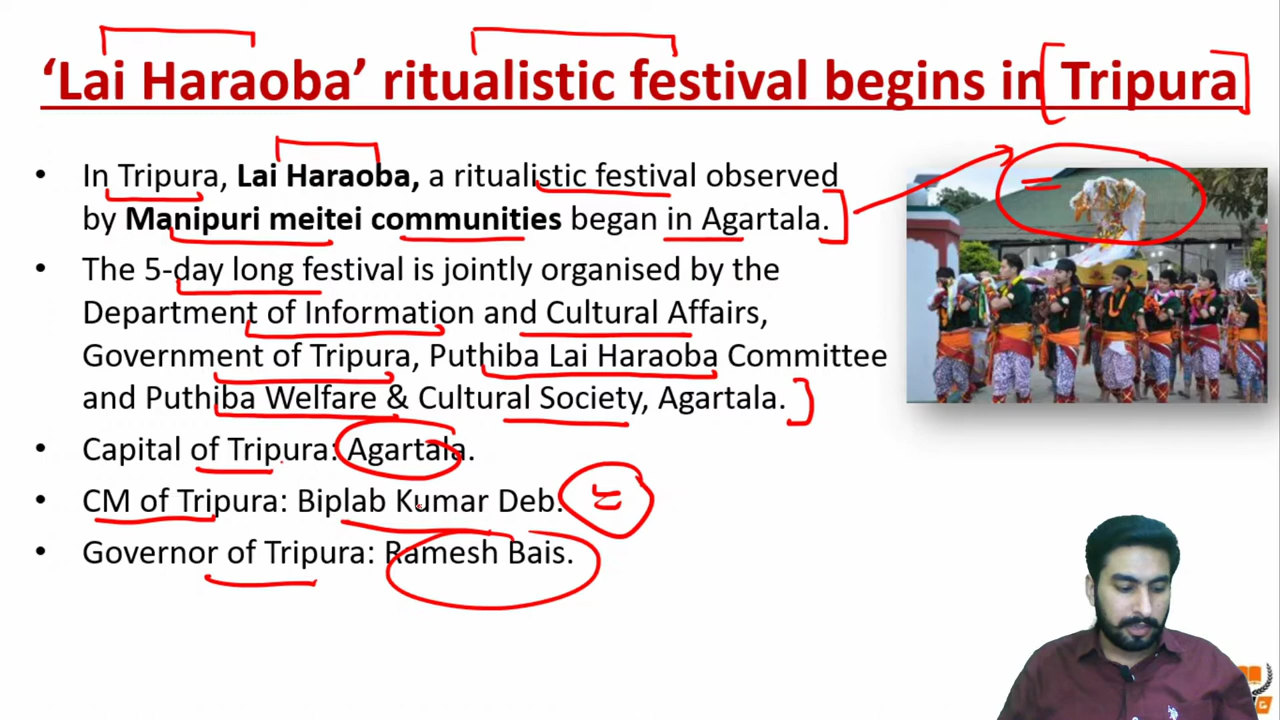 ‘Lai Haraoba’ ritualistic festival begins in Tripura
• In Tripura, Lai Haraoba, a ritualistic festival observed
by Manipuri meitei communities began in Agartala.
• The 5-day long festival is jointly organised by the
Department of Information and Cultural Affairs,
Government of Tripura, Puthiba Lai Haraoba Committee
and Puthiba Welfare & Cultural Society, Agartala.
• Capital of Tripura: Agartala.
• CM of Tripura: Biplab Kumar Deb.
• Governor of Tripura: Ramesh Bais.